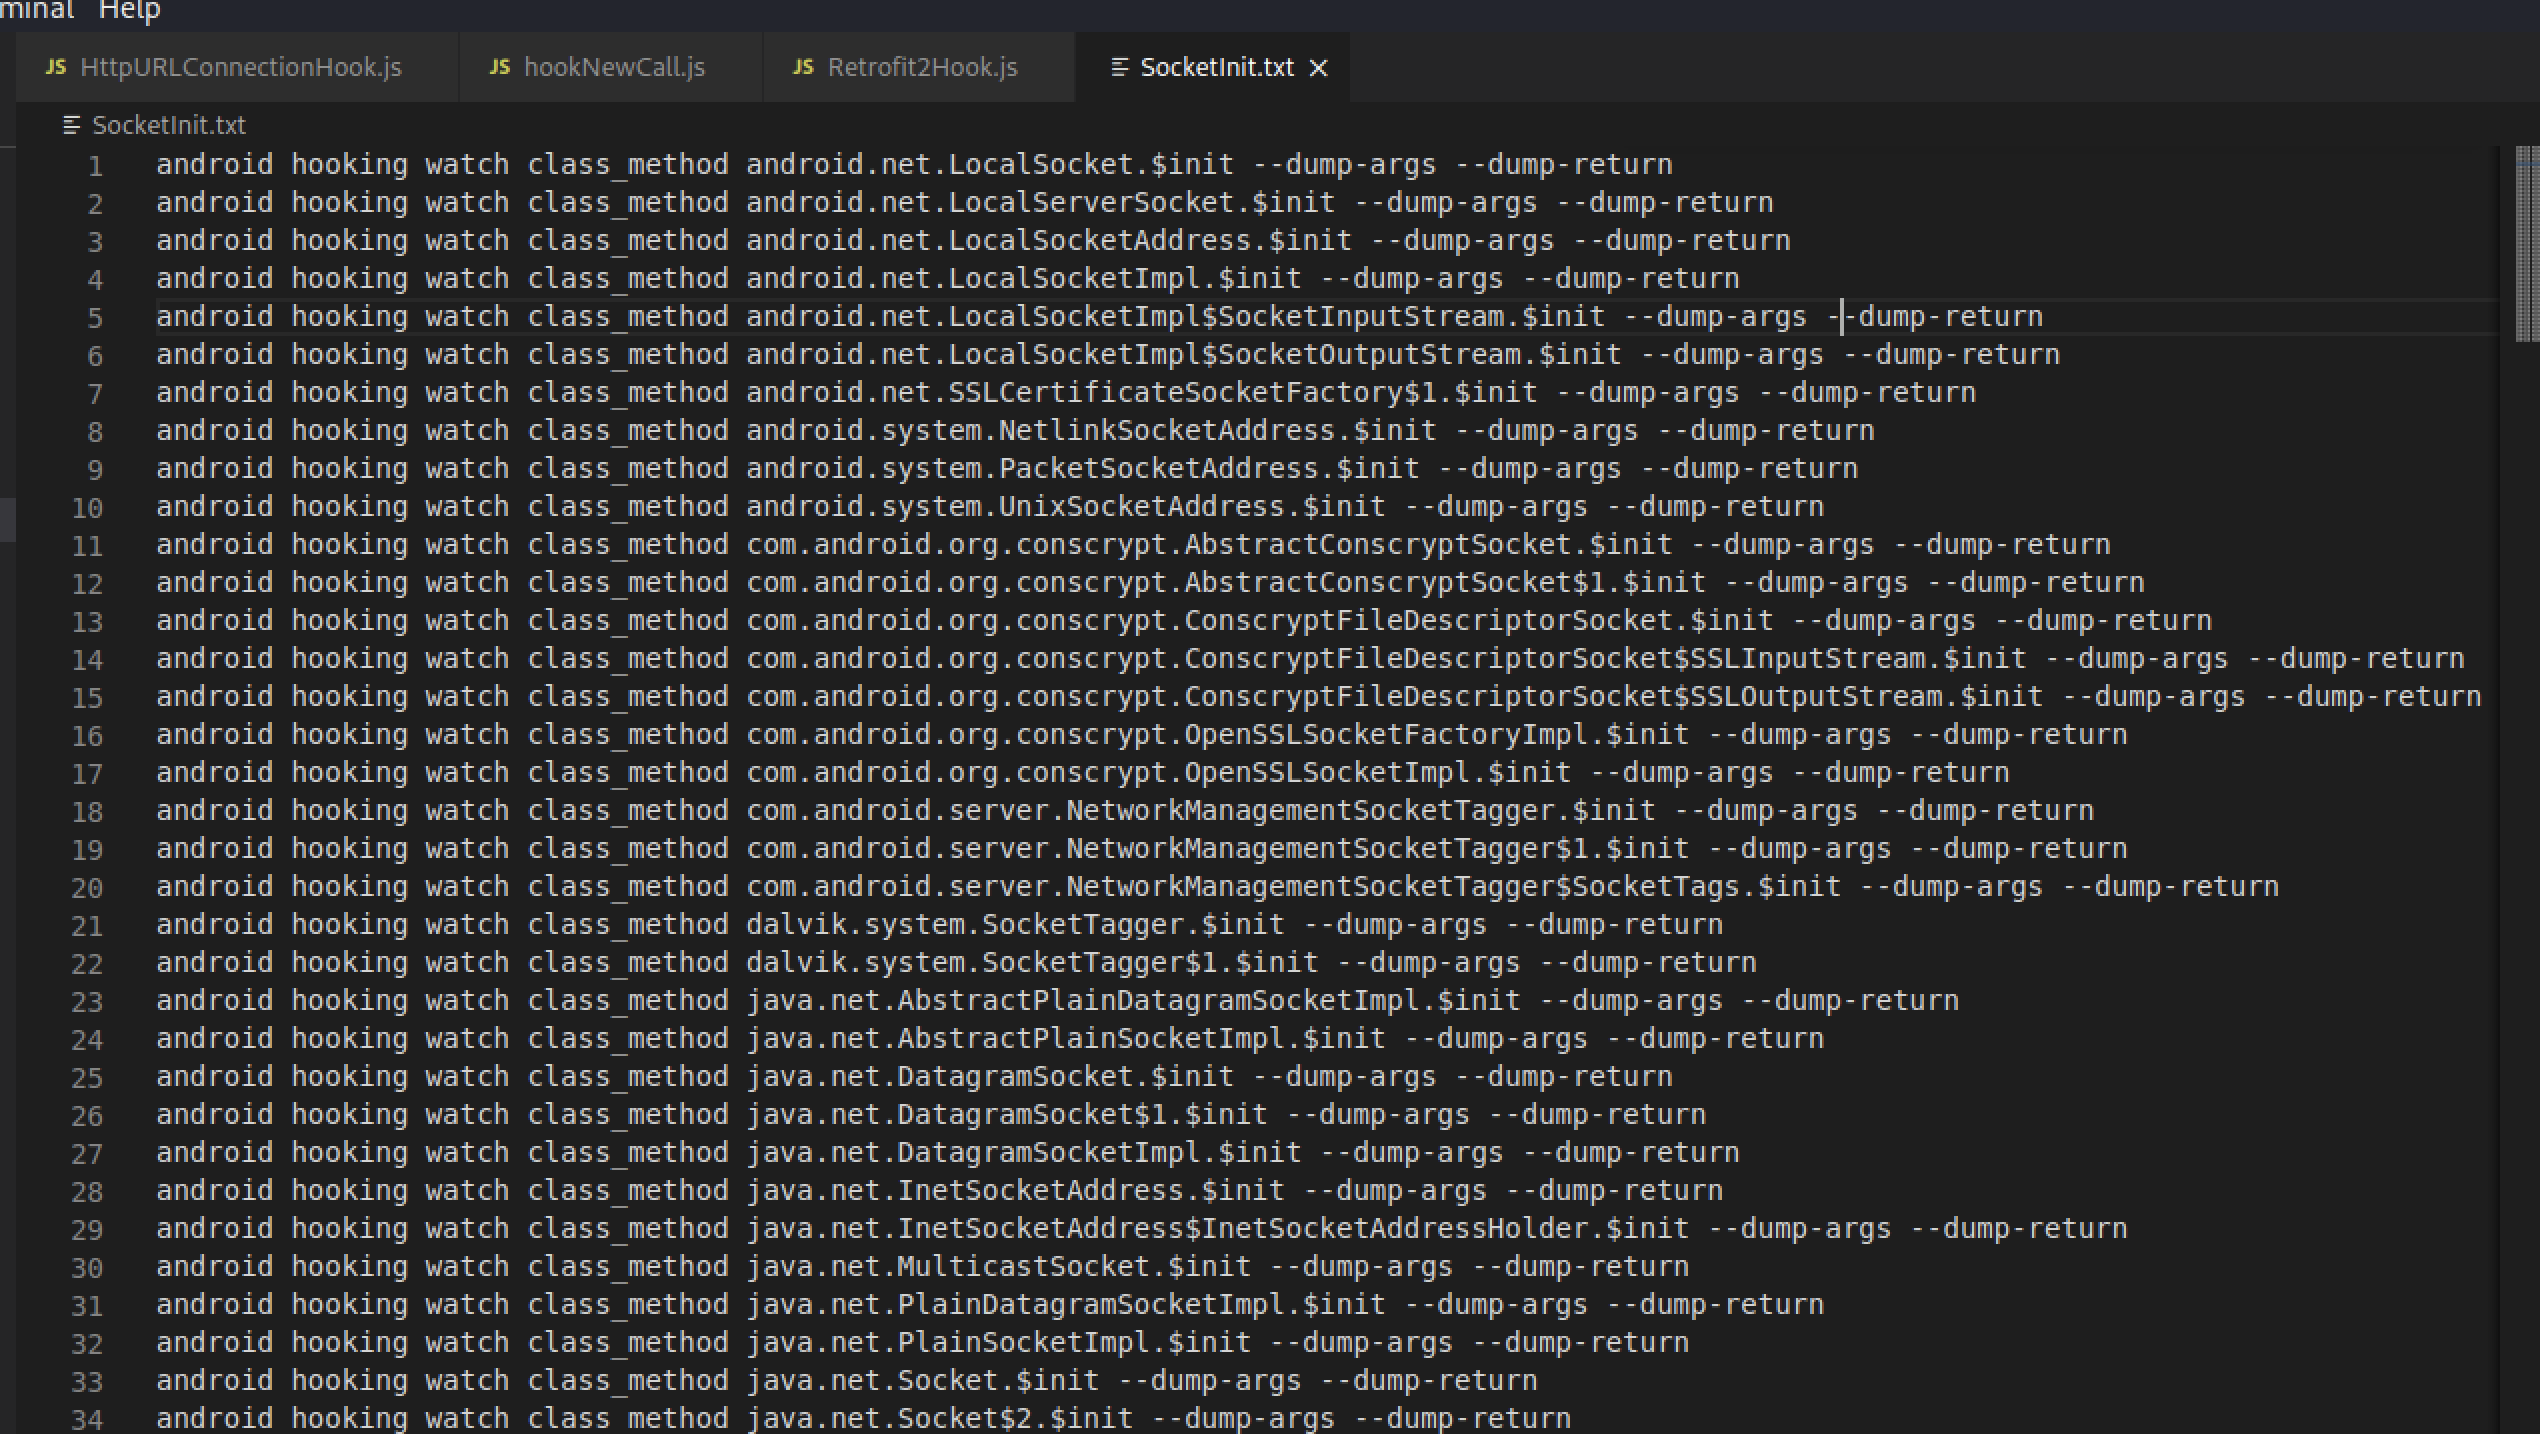 minal Help
JS HttpURLConnectionHook.js JS hookNewCall.js JS Retrofit2Hook.js SocketInit.txt ×
SocketInit.txt
1 android hooking watch class_method android.net.LocalSocket.$init --dump-args --dump-return
2 android hooking watch class_method android.net.LocalServerSocket.$init --dump-args --dump-return
3 android hooking watch class_method android.net.LocalSocketAddress.$init --dump-args --dump-return
4 android hooking watch class_method android.net.LocalSocketImpl.$init --dump-args --dump-return
5 android hooking watch class_method android.net.LocalSocketImpl$SocketInputStream.$init --dump-args --dump-return
6 android hooking watch class_method android.net.LocalSocketImpl$SocketOutputStream.$init --dump-args --dump-return
7 android hooking watch class_method android.net.SSLCertificateSocketFactory$1.$init --dump-args --dump-return
8 android hooking watch class_method android.system.NetlinkSocketAddress.$init --dump-args --dump-return
9 android hooking watch class_method android.system.PacketSocketAddress.$init --dump-args --dump-return
10 android hooking watch class_method android.system.UnixSocketAddress.$init --dump-args --dump-return
11 android hooking watch class_method com.android.org.conscrypt.AbstractConscryptSocket.$init --dump-args --dump-return
12 android hooking watch class_method com.android.org.conscrypt.AbstractConscryptSocket$1.$init --dump-args --dump-return
13 android hooking watch class_method com.android.org.conscrypt.ConscryptFileDescriptorSocket.$init --dump-args --dump-return
14 android hooking watch class_method com.android.org.conscrypt.ConscryptFileDescriptorSocket$SSLInputStream.$init --dump-args --dump-return
15 android hooking watch class_method com.android.org.conscrypt.ConscryptFileDescriptorSocket$SSLOutputStream.$init --dump-args --dump-return
16 android hooking watch class_method com.android.org.conscrypt.OpenSSLSocketFactoryImpl.$init --dump-args --dump-return
17 android hooking watch class_method com.android.org.conscrypt.OpenSSLSocketImpl.$init --dump-args --dump-return
18 android hooking watch class_method com.android.server.NetworkManagementSocketTagger.$init --dump-args --dump-return
19 android hooking watch class_method com.android.server.NetworkManagementSocketTagger$1.$init --dump-args --dump-return
20 android hooking watch class_method com.android.server.NetworkManagementSocketTagger$SocketTags.$init --dump-args --dump-return
21 android hooking watch class_method dalvik.system.SocketTagger.$init --dump-args --dump-return
22 android hooking watch class_method dalvik.system.SocketTagger$1.$init --dump-args --dump-return
23 android hooking watch class_method java.net.AbstractPlainDatagramSocketImpl.$init --dump-args --dump-return
24 android hooking watch class_method java.net.AbstractPlainSocketImpl.$init --dump-args --dump-return
25 android hooking watch class_method java.net.DatagramSocket.$init --dump-args --dump-return
26 android hooking watch class_method java.net.DatagramSocket$1.$init --dump-args --dump-return
27 android hooking watch class_method java.net.DatagramSocketImpl.$init --dump-args --dump-return
28 android hooking watch class_method java.net.InetSocketAddress.$init --dump-args --dump-return
29 android hooking watch class_method java.net.InetSocketAddress$InetSocketAddressHolder.$init --dump-args --dump-return
30 android hooking watch class_method java.net.MulticastSocket.$init --dump-args --dump-return
31 android hooking watch class_method java.net.PlainDatagramSocketImpl.$init --dump-args --dump-return
32 android hooking watch class_method java.net.PlainSocketImpl.$init --dump-args --dump-return
33 android hooking watch class_method java.net.Socket.$init --dump-args --dump-return
34 android hooking watch class_method java.net.Socket$2.$init --dump-args --dump-return